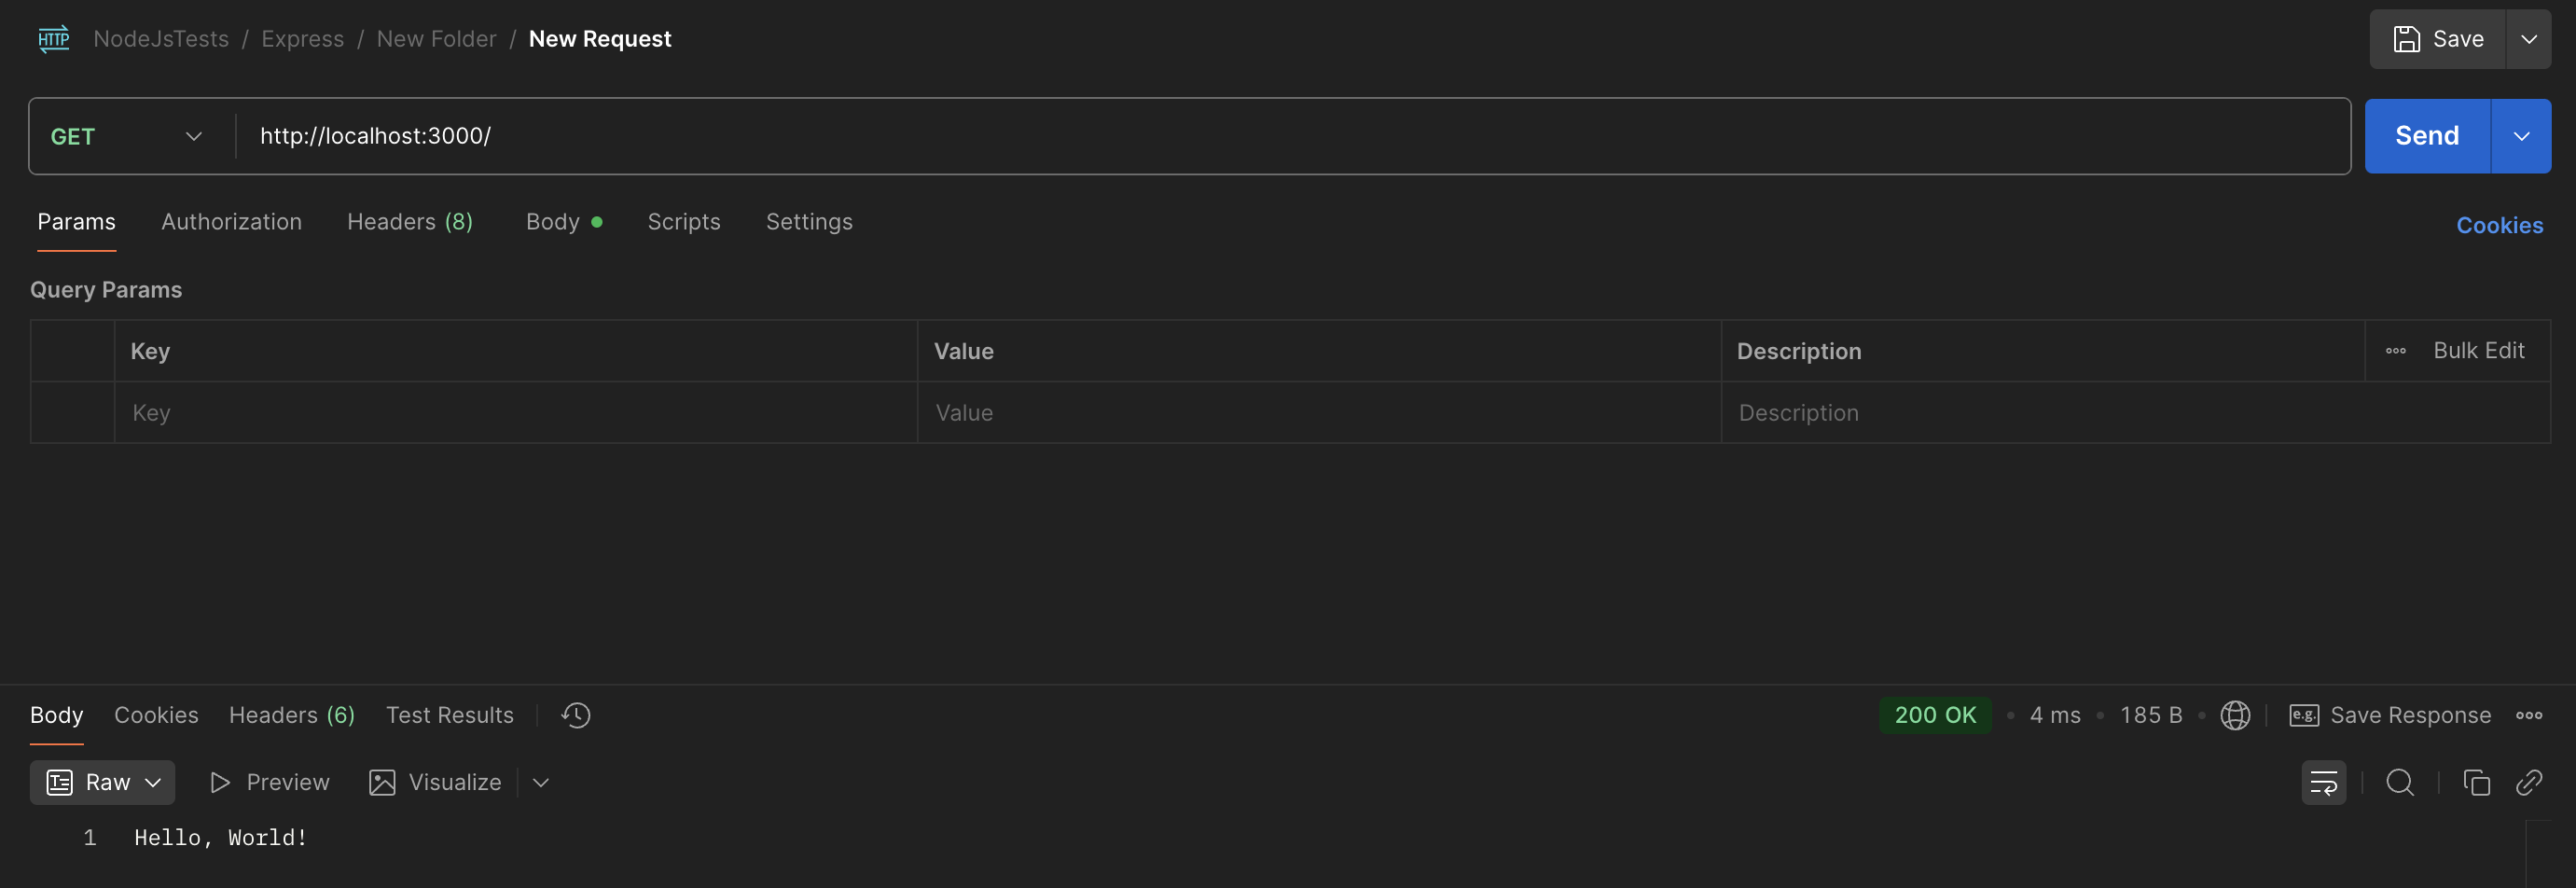 HTTP NodeJsTests / Express / New Folder / New Request Save
GET http://localhost:3000/ Send
Params Authorization Headers (8) Body Scripts Settings Cookies
Query Params
Key Value Description Bulk Edit
Key Value Description
Body Cookies Headers (6) Test Results 200 OK 4 ms 185 B e.g. Save Response
Raw Preview Visualize
1 Hello, World!